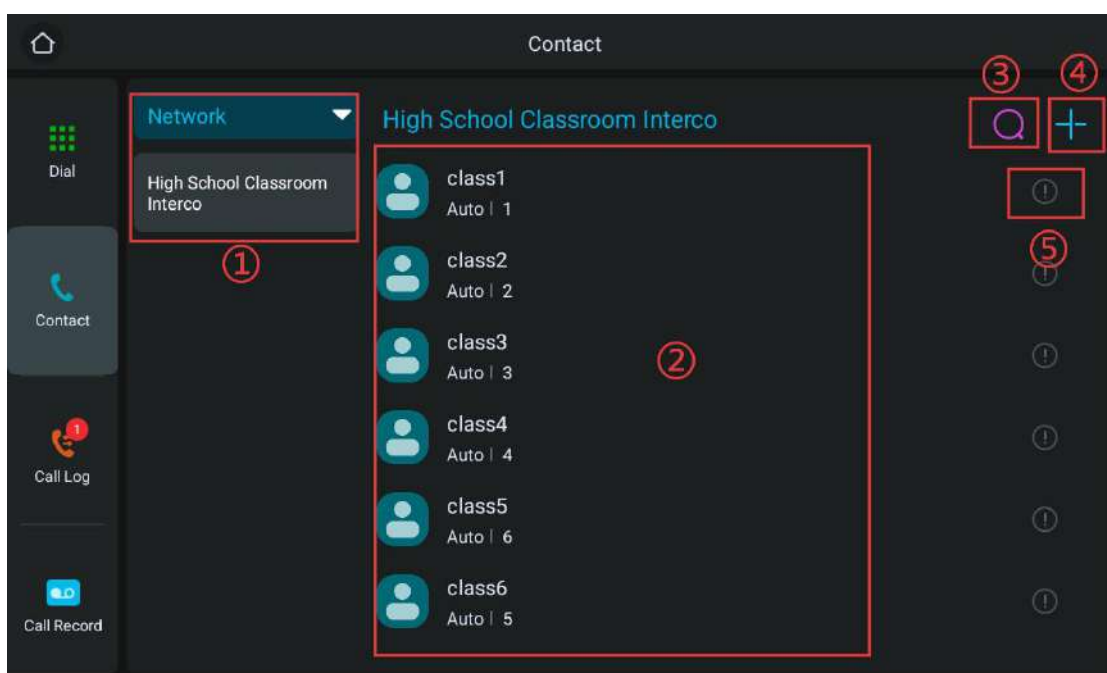 Contact
③
④
Dial
Network
High School Classroom Interco
High School Classroom
Interco
①
class1
Auto | 1
⑤
Contact
class2
Auto | 2
class3
Auto | 3
②
Call Log
1
class4
Auto | 4
class5
Auto | 6
Call Record
class6
Auto | 5